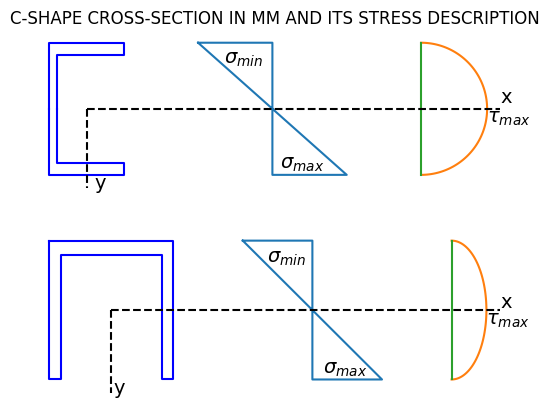 C-SHAPE CROSS-SECTION IN MM AND ITS STRESS DESCRIPTION
σmin
x
τmax
σmax
y
σmin
x
τmax
σmax
y